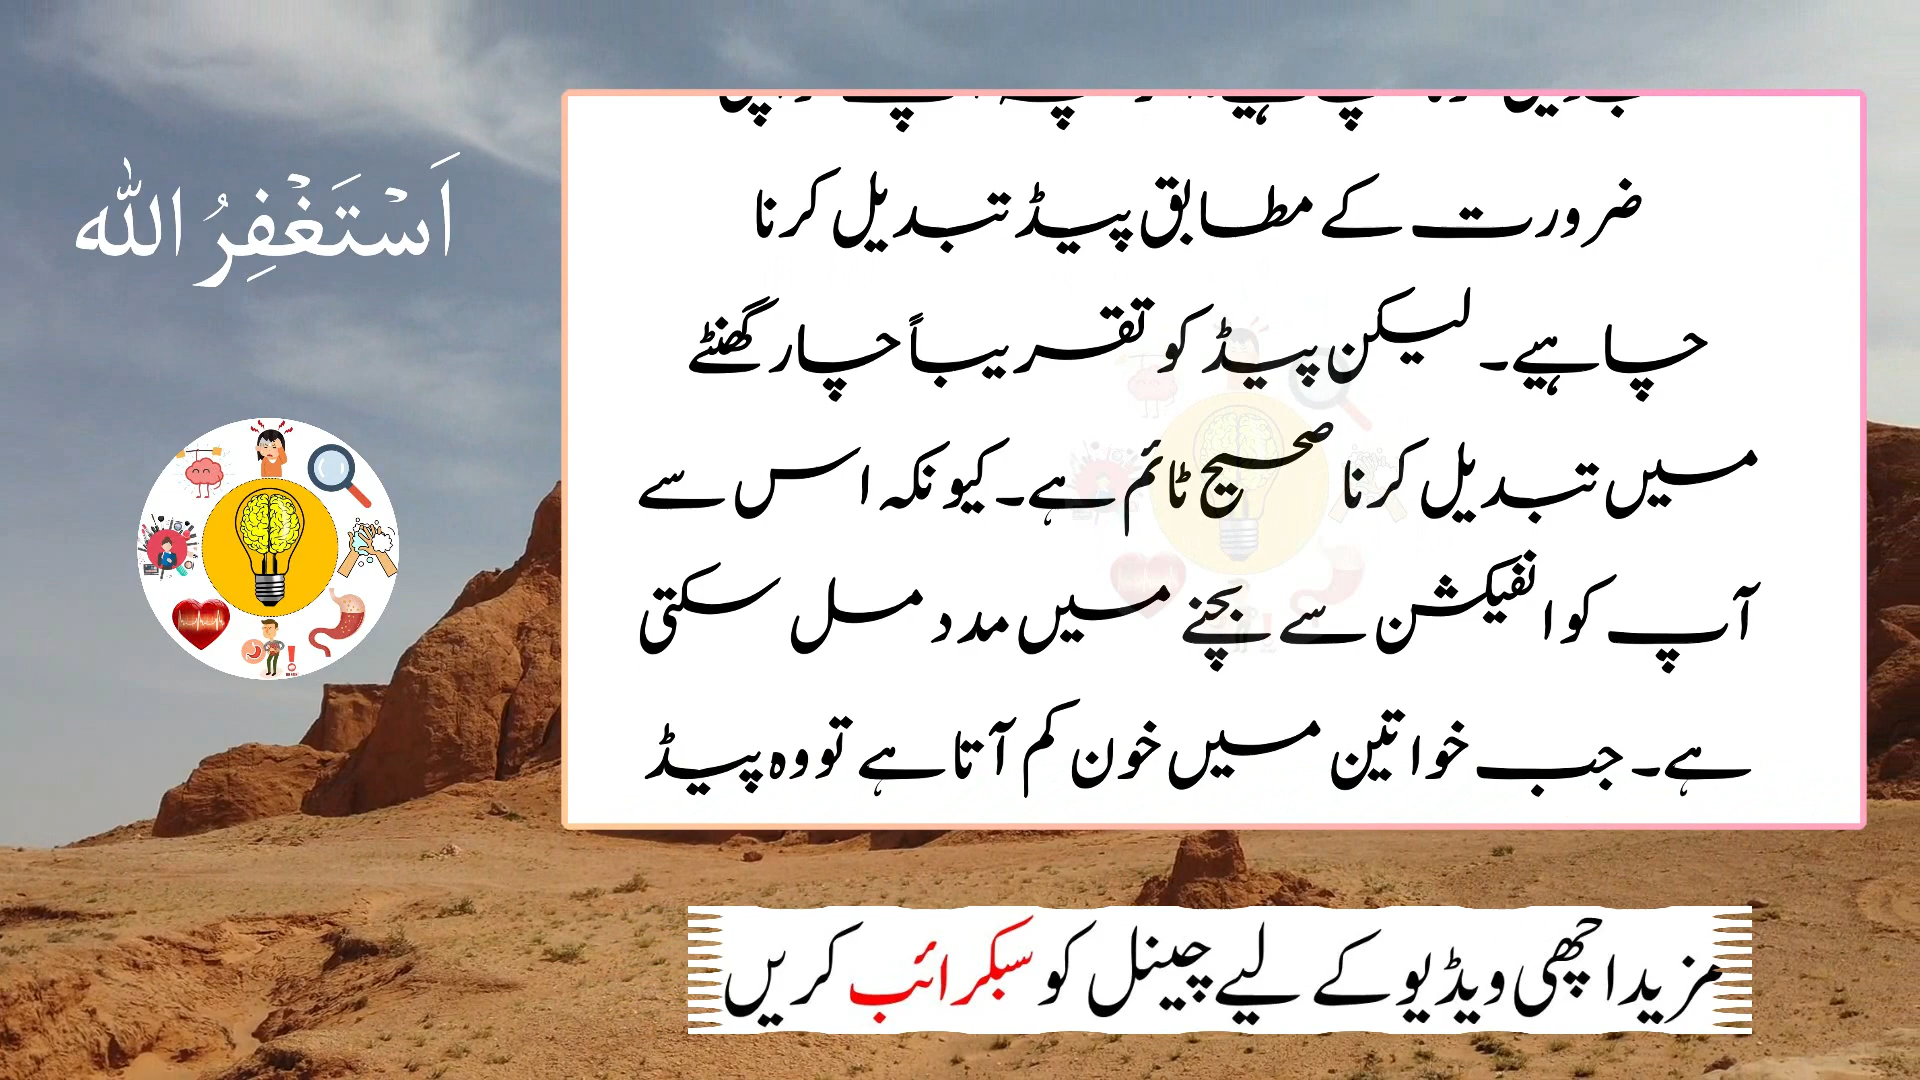 اَسْتَغْفِرُ اللہ
ضرورت کے مطابق پیڈ تبدیل کرنا
چاہیے۔ لیکن پیڈ کو تقریباً چار گھنٹے
میں تبدیل کرنا صحیح ٹائم ہے۔ کیونکہ اس سے
آپ کو انفیکشن سے بچنے میں مدد مل سکتی
ہے۔ جب خواتین میں خون کم آتا ہے تو وہ پیڈ
مزید اچھی ویڈیو کے لیے چینل کو سبکرائب کریں